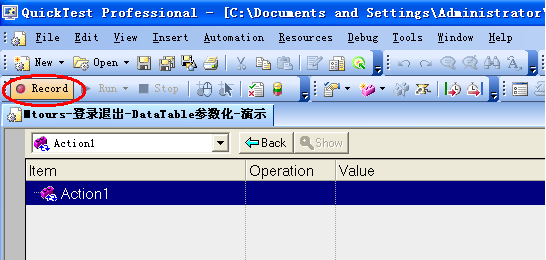 QuickTest Professional - [C:\Documents and Settings\Administrator\
File Edit View Insert Automation Resources Debug Tools Window Help
New Open
Record Run Stop
tours-登录退出-DataTable参数化-演示
Action1 Back Show
Item Operation Value
Action1